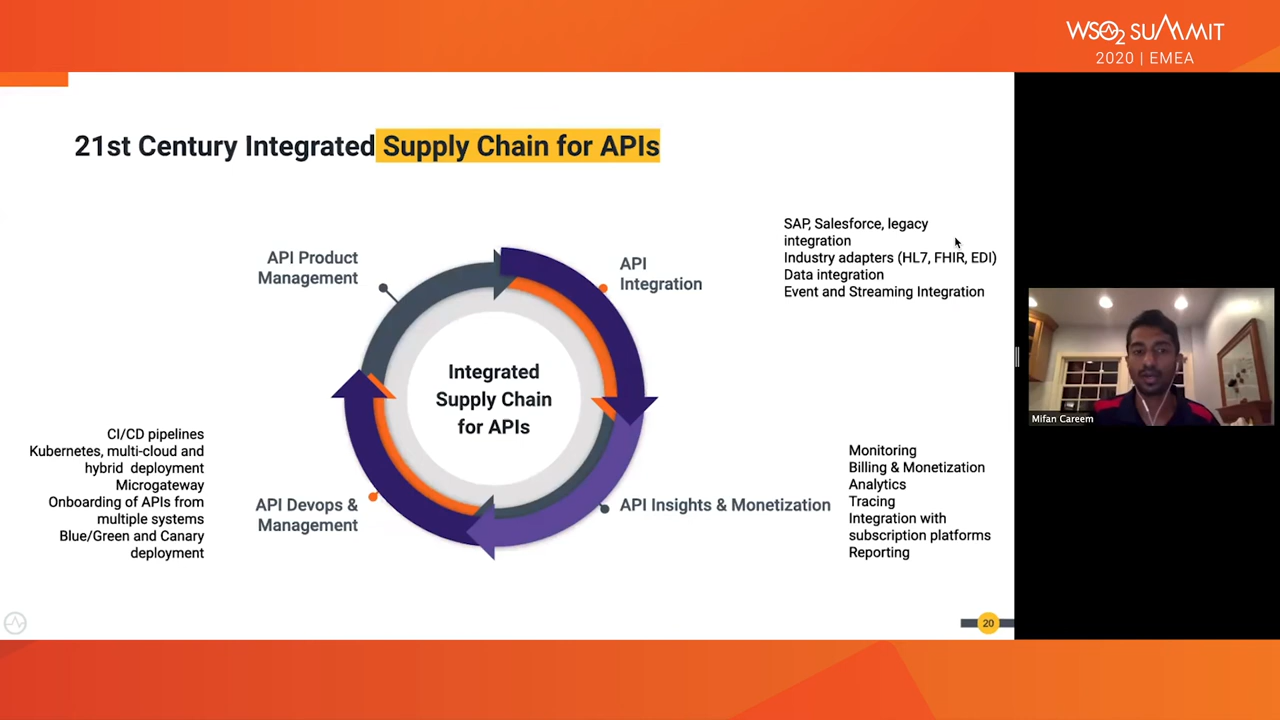 WSO2 SUMMIT
2020 | EMEA
21st Century Integrated Supply Chain for APIs
API Product
Management
API
Integration
SAP, Salesforce, legacy
integration
Industry adapters (HL7, FHIR, EDI)
Data integration
Event and Streaming Integration
Integrated
Supply Chain
for APIs
Mifan Careem
CI/CD pipelines
Kubernetes, multi-cloud and
hybrid deployment
Microgateway
Onboarding of APIs from
multiple systems
Blue/Green and Canary
deployment
API Devops &
Management
API Insights & Monetization
Monitoring
Billing & Monetization
Analytics
Tracing
Integration with
subscription platforms
Reporting
20